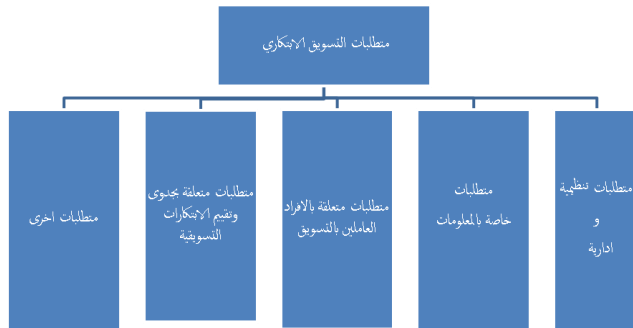 متطلبات التسويق الابتكاري
متطلبات تنظيمية
و
ادارية
متطلبات
خاصة بالمعلومات
متطلبات متعلقة بالافراد
العاملين بالتسويق
متطلبات متعلقة بجدوى
وتقييم الابتكارات
التسويقية
متطلبات اخرى